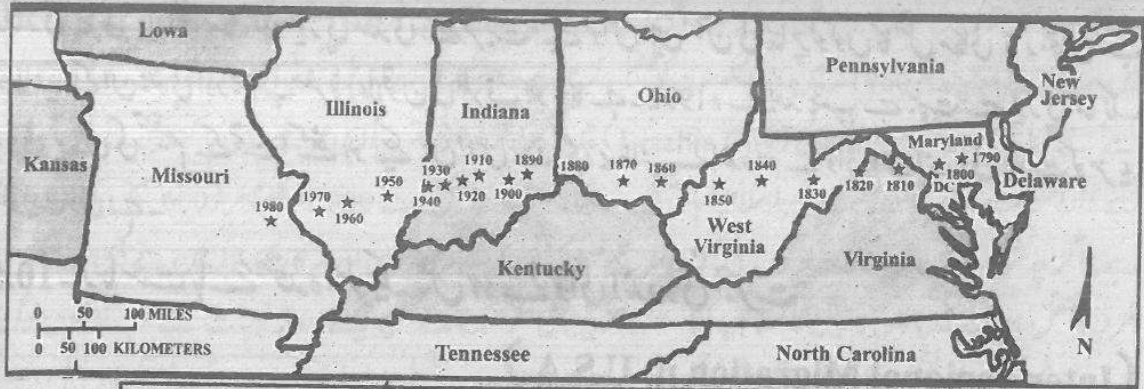 Lowa
Pennsylvania
New
Jersey
Illinois
Indiana
Ohio
Maryland
1790
1800
DC
Delaware
Kansas
Missouri
1980
1970
1960
1950
1940
1930
1920
1910
1900
1890
1880
1870
1860
1850
1840
1830
1820
1810
West
Virginia
Virginia
Kentucky
0 50 100 MILES
0 50 100 KILOMETERS
Tennessee
North Carolina
N